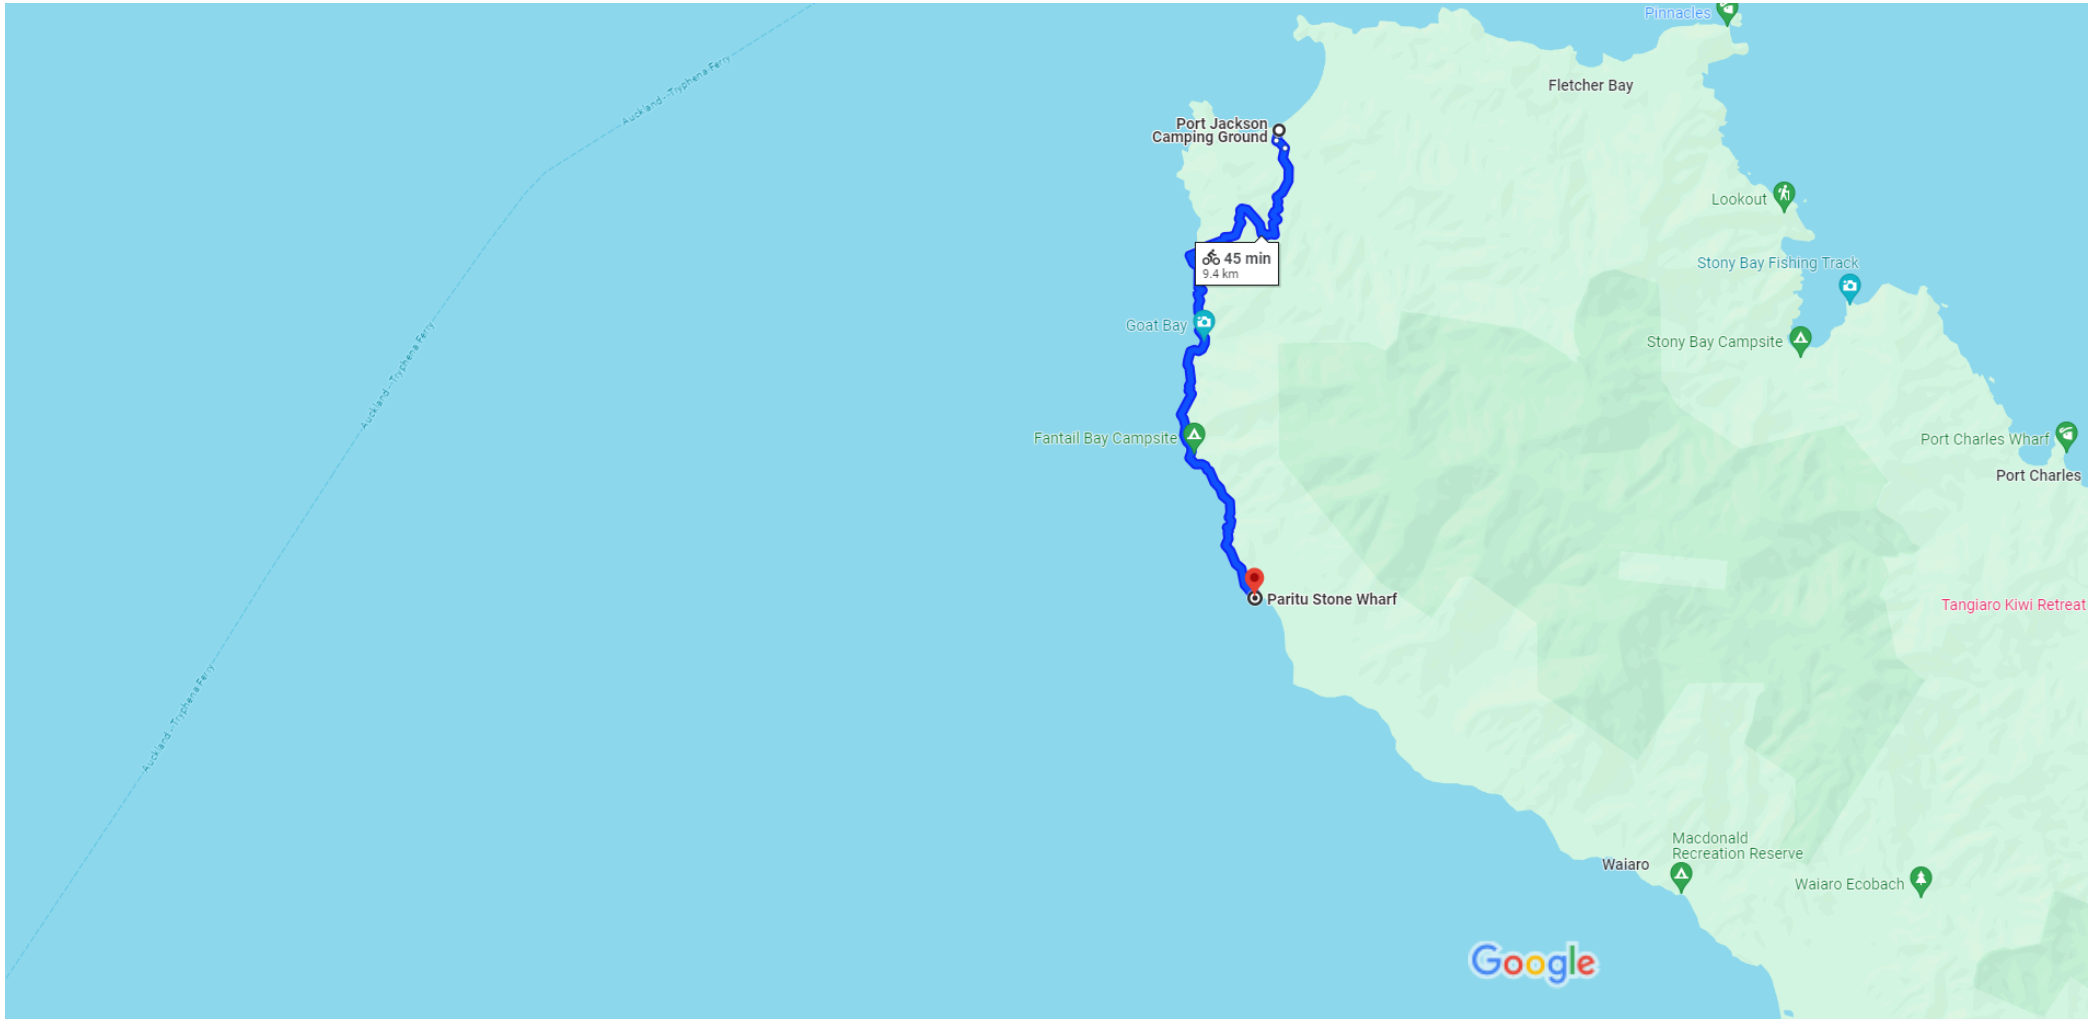 Pinnacles
Auckland - Tryphena Ferry
Fletcher Bay
Port Jackson
Camping Ground
Lookout
45 min
9.4 km
Stony Bay Fishing Track
Goat Bay
Stony Bay Campsite
Auckland - Tryphena Ferry
Fantail Bay Campsite
Port Charles Wharf
Port Charles
Paritu Stone Wharf
Tangiaro Kiwi Retreat
Auckland - Tryphena Ferry
Macdonald
Recreation Reserve
Waiaro
Waiaro Ecobach
Google